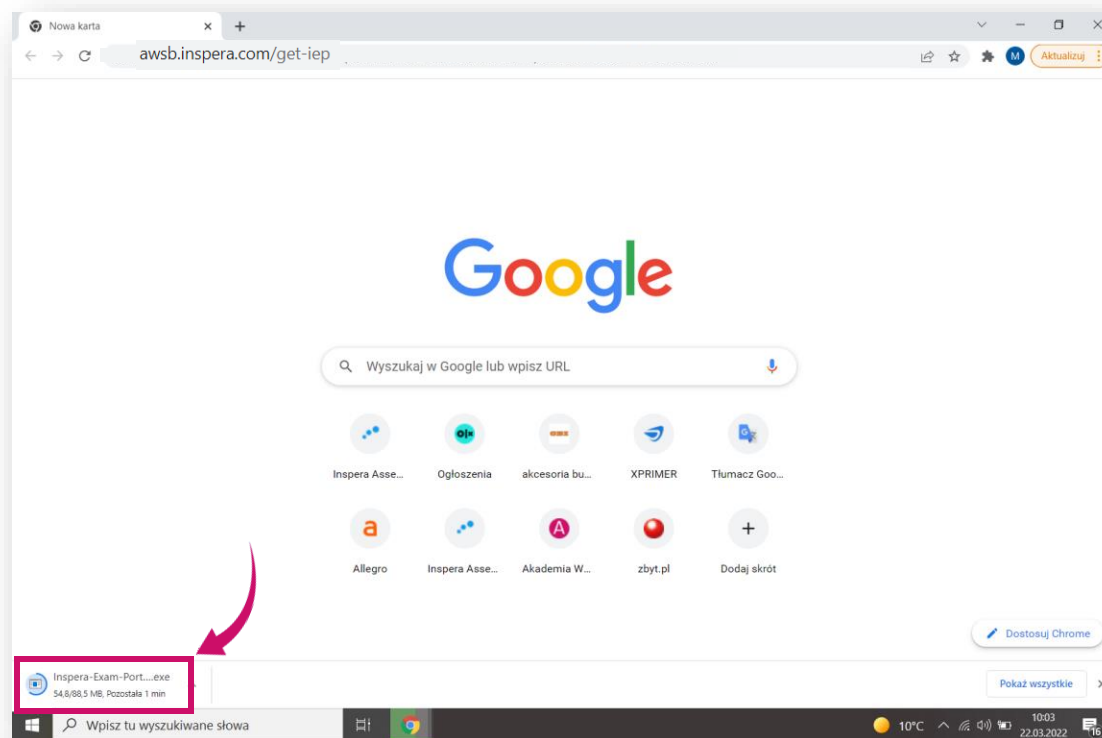 Nowa karta
awsb.inspera.com/get-iep
M
Aktualizuj
Google
Wyszukaj w Google lub wpisz URL
Inspera Asse...
Ogłoszenia
akcesoria bu...
XPRIMER
Tłumacz Goo...
Allegro
Inspera Asse...
Akademia W...
zbyt.pl
Dodaj skrót
Dostosuj Chrome
Inspera-Exam-Port....exe
54,8/88,5 MB, Pozostała 1 min
Pokaż wszystkie
Wpisz tu wyszukiwane słowa
10°C
10:03
22.03.2022
16